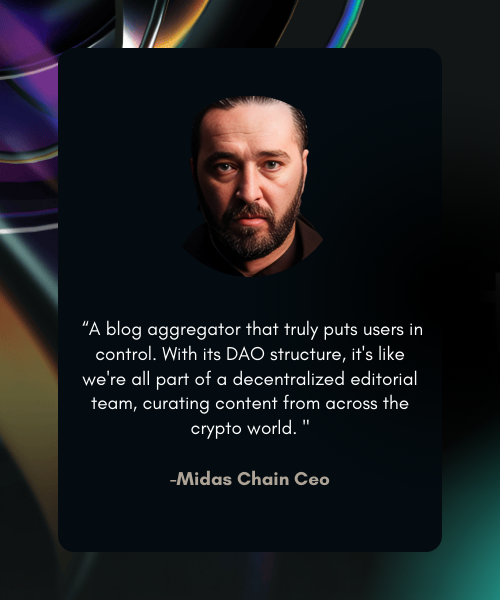 “A blog aggregator that truly puts users in
control. With its DAO structure, it's like
we're all part of a decentralized editorial
team, curating content from across the
crypto world. "
-Midas Chain Ceo